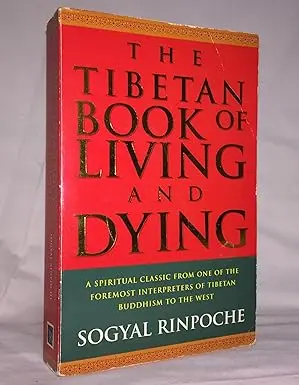 THE
TIBETAN
BOOK OF
LIVING
AND
DYING
A SPIRITUAL CLASSIC FROM ONE OF THE
FOREMOST INTERPRETERS OF TIBETAN
BUDDHISM TO THE WEST
SOGYAL RINPOCHE